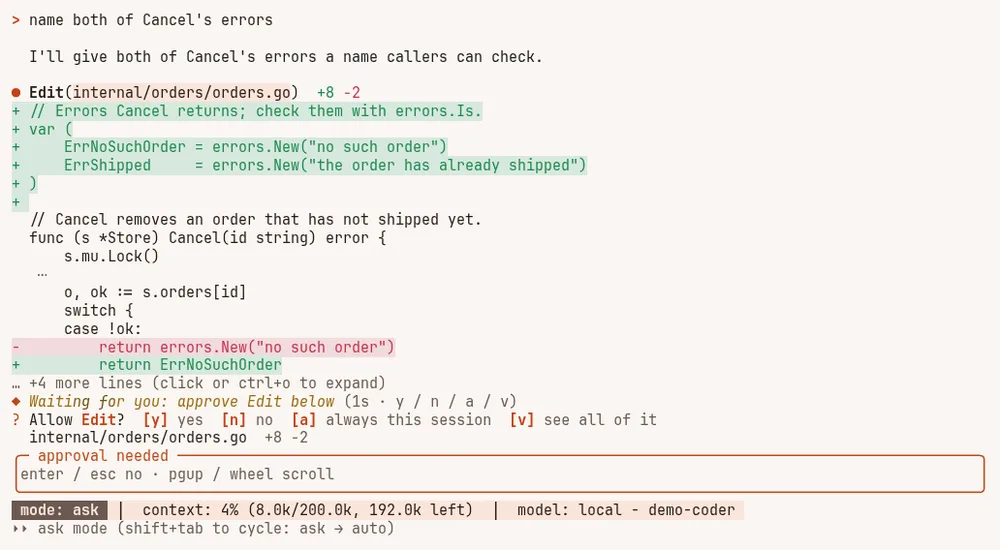 > name both of Cancel's errors
I'll give both of Cancel's errors a name callers can check.
● Edit(internal/orders/orders.go)  +8 -2
+ // Errors Cancel returns; check them with errors.Is.
+ var (
+     ErrNoSuchOrder = errors.New("no such order")
+     ErrShipped     = errors.New("the order has already shipped")
+ )
+
  // Cancel removes an order that has not shipped yet.
  func (s *Store) Cancel(id string) error {
      s.mu.Lock()
   …
      o, ok := s.orders[id]
      switch {
      case !ok:
-         return errors.New("no such order")
+         return ErrNoSuchOrder
… +4 more lines (click or ctrl+o to expand)
◆ Waiting for you: approve Edit below (1s · y / n / a / v)
? Allow Edit?  [y] yes  [n] no  [a] always this session  [v] see all of it
  internal/orders/orders.go  +8 -2
approval needed
enter / esc no · pgup / wheel scroll
mode: ask │ context: 4% (8.0k/200.0k, 192.0k left) │ model: local - demo-coder
▸▸ ask mode (shift+tab to cycle: ask → auto)